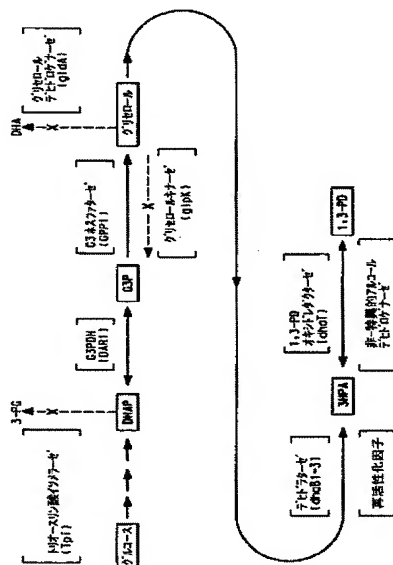 グルコース
トリオースリン酸イソメラーゼ
(Tpi)
3-PG
X
DHAP
G3PDH
(DAR1)
G3P
G3ホスファターゼ
(GPP1)
X
グリセロールキナーゼ
(glpK)
DHA
X
グリセロール
デヒドロゲナーゼ
(gldA)
グリセロール
デヒドラターゼ
(dhaB1-3)
再活性化因子
3HPA
1,3-PD
オキシドレダクターゼ
(dhaT)
非-特異的アルコール
デヒドロゲナーゼ
1,3-PD